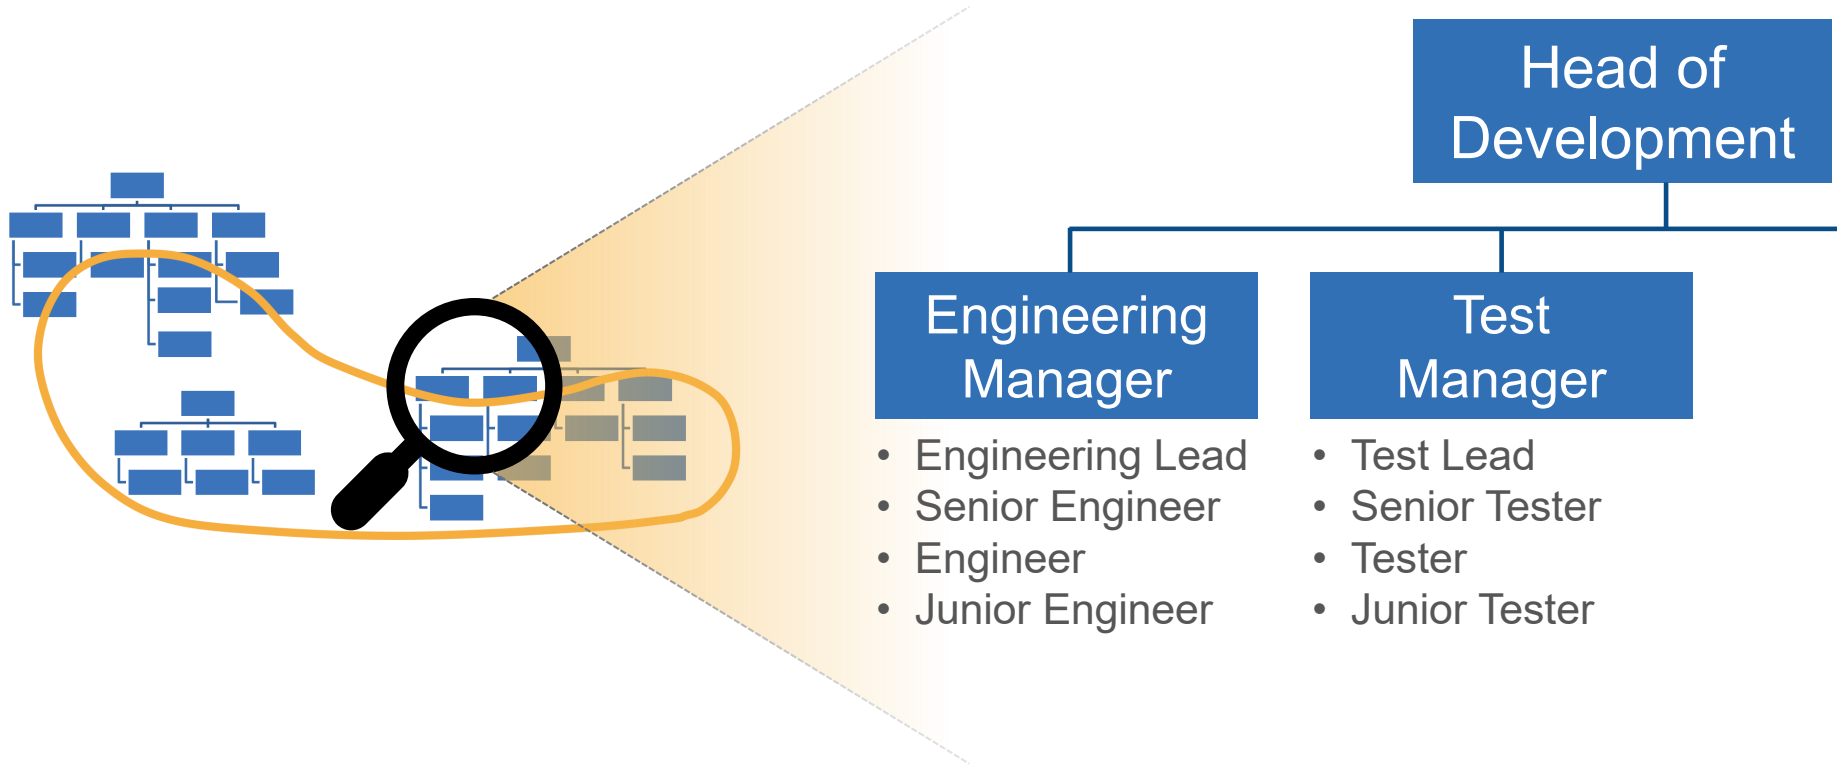 Head of
Development
Engineering
Manager
• Engineering Lead
• Senior Engineer
• Engineer
• Junior Engineer
Test
Manager
• Test Lead
• Senior Tester
• Tester
• Junior Tester